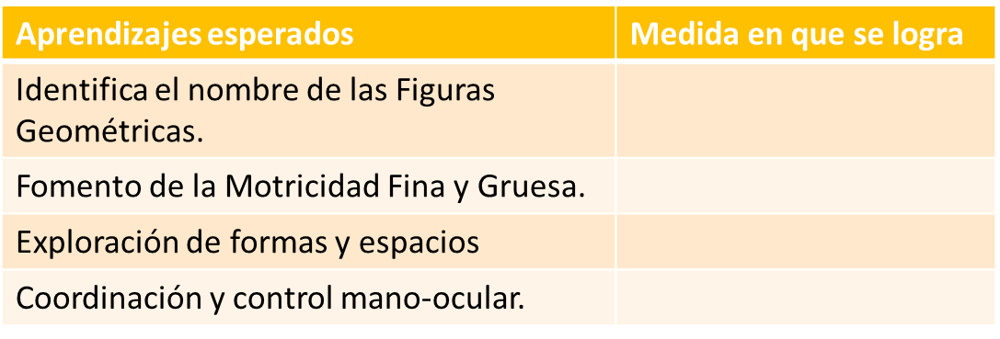 Aprendizajes esperados
Medida en que se logra
Identifica el nombre de las Figuras
Geométricas.
Fomento de la Motricidad Fina y Gruesa.
Exploración de formas y espacios
Coordinación y control mano-ocular.